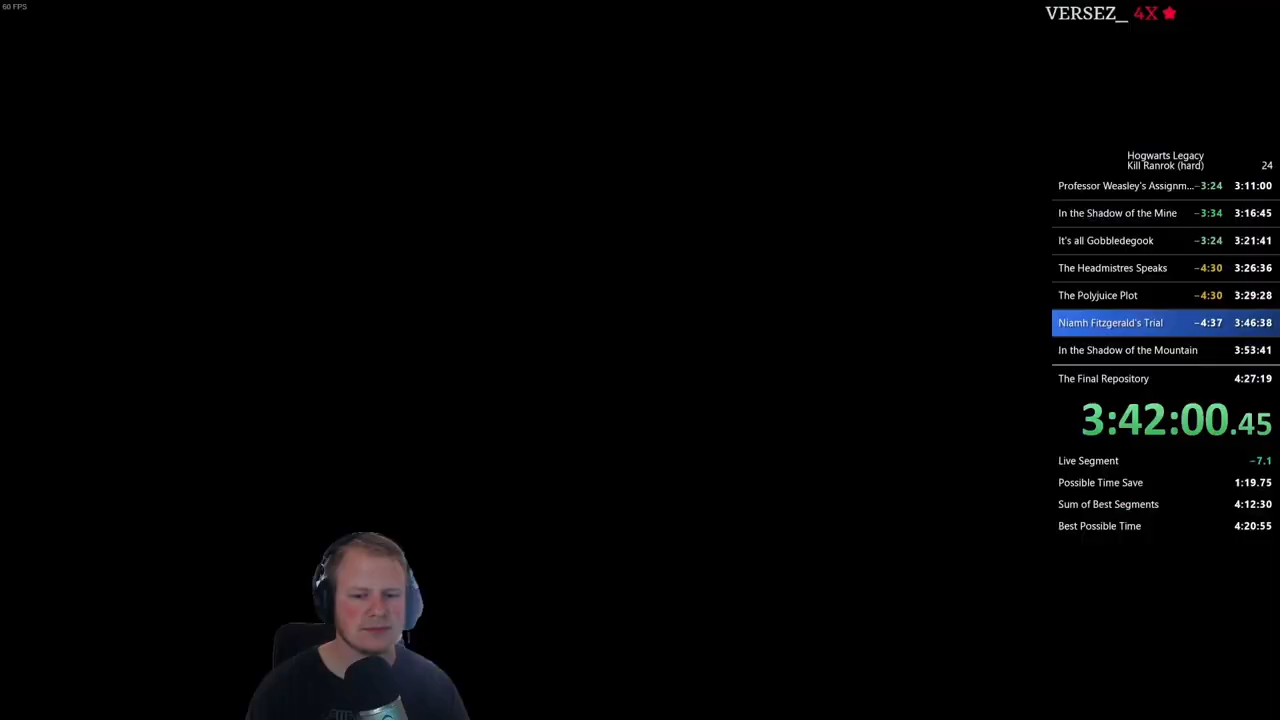 60 FPS
VERSEZ_ 4X
Hogwarts Legacy
Kill Ranrok (hard) 24
Professor Weasley's Assignm... −3:24 3:11:00
In the Shadow of the Mine −3:34 3:16:45
It's all Gobbledegook −3:24 3:21:41
The Headmistres Speaks −4:30 3:26:36
The Polyjuice Plot −4:30 3:29:28
Niamh Fitzgerald's Trial −4:37 3:46:38
In the Shadow of the Mountain 3:53:41
The Final Repository 4:27:19
3:42:00.45
Live Segment −7.1
Possible Time Save 1:19.75
Sum of Best Segments 4:12:30
Best Possible Time 4:20:55